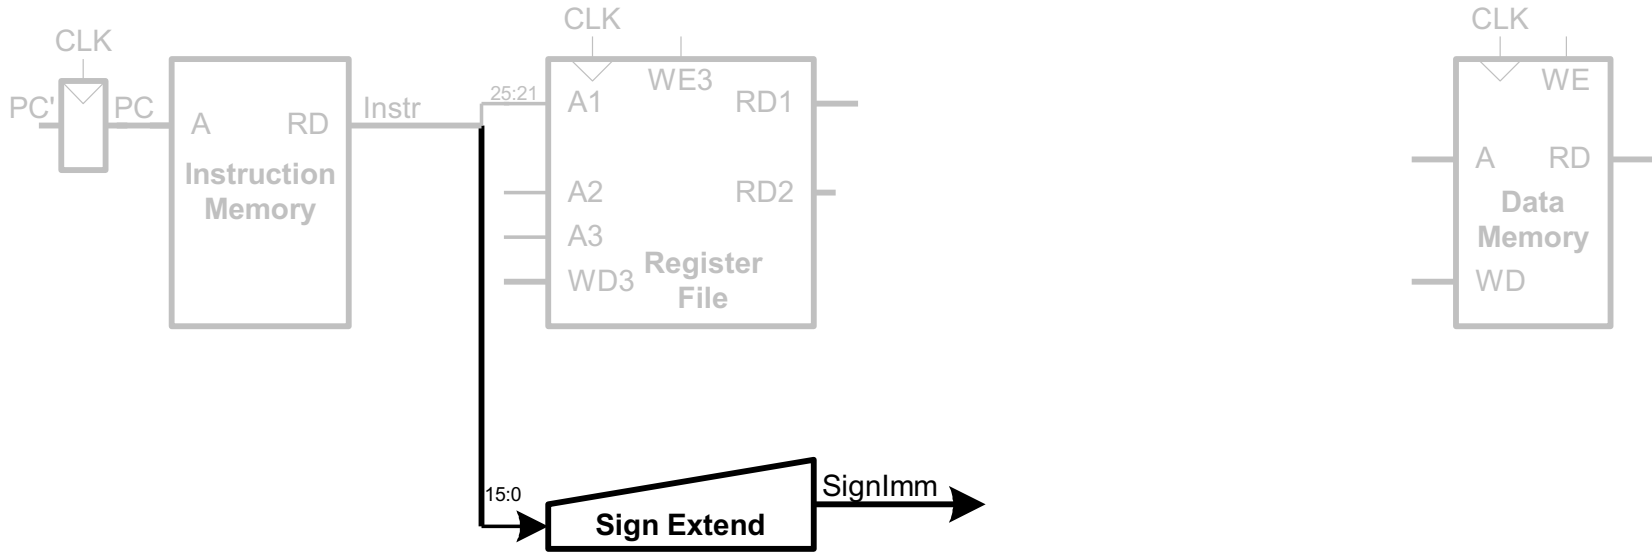 CLK
CLK
CLK
PC'
PC
A
RD
Instruction
Memory
Instr
25:21
A1
WE3
RD1
A2
RD2
A3
WD3
Register
File
WE
A
RD
Data
Memory
WD
15:0
Sign Extend
SignImm